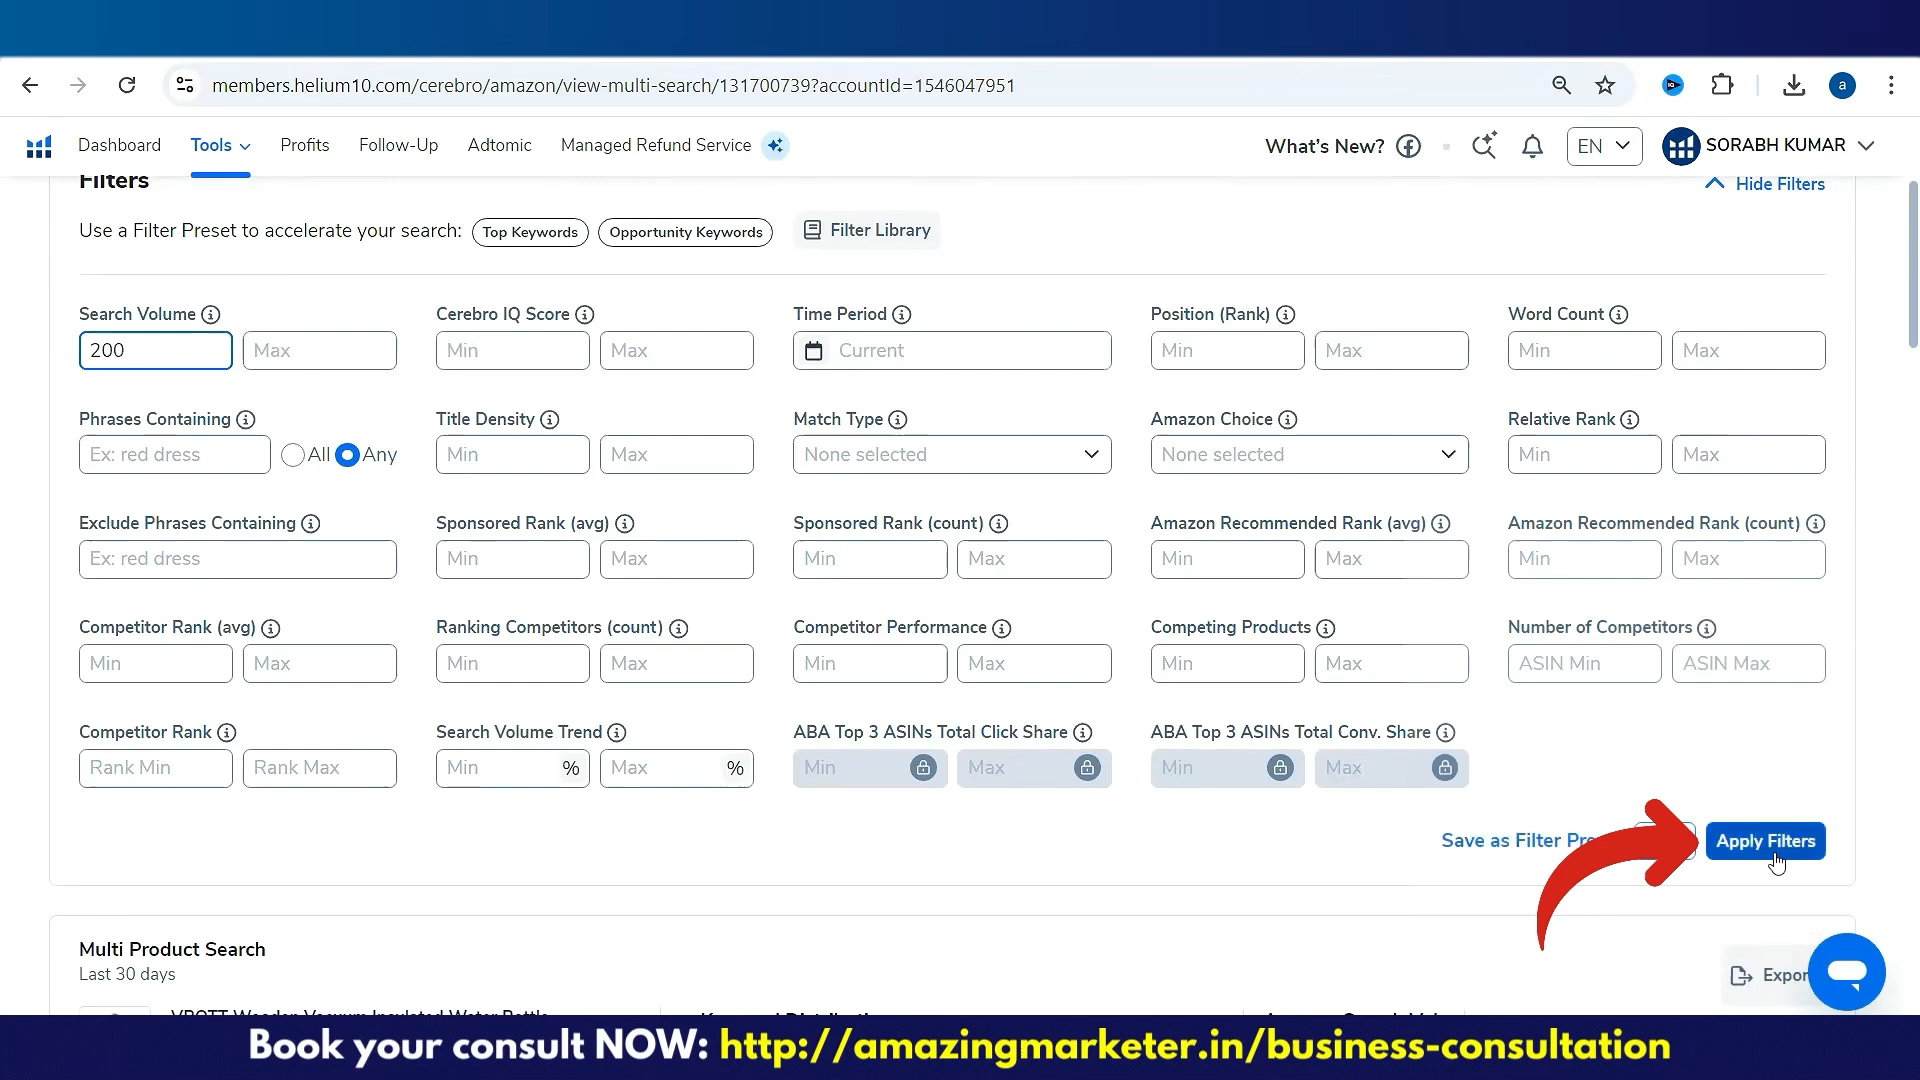 members.helium10.com/cerebro/amazon/view-multi-search/131700739?accountId=1546047951
a
Dashboard Tools Profits Follow-Up Adtomic Managed Refund Service What's New? EN SORABH KUMAR
Filters
Hide Filters
Use a Filter Preset to accelerate your search: Top Keywords Opportunity Keywords Filter Library
Search Volume Cerebro IQ Score Time Period Position (Rank) Word Count
200 Max Min Max Current Min Max Min Max
Phrases Containing Title Density Match Type Amazon Choice Relative Rank
Ex: red dress All Any Min Max None selected None selected Min Max
Exclude Phrases Containing Sponsored Rank (avg) Sponsored Rank (count) Amazon Recommended Rank (avg) Amazon Recommended Rank (count)
Ex: red dress Min Max Min Max Min Max Min Max
Competitor Rank (avg) Ranking Competitors (count) Competitor Performance Competing Products Number of Competitors
Min Max Min Max Min Max Min Max ASIN Min ASIN Max
Competitor Rank Search Volume Trend ABA Top 3 ASINs Total Click Share ABA Top 3 ASINs Total Conv. Share
Rank Min Rank Max Min % Max % Min Max Min Max
Save as Filter Pre Apply Filters
Multi Product Search
Last 30 days
Expor
Book your consult NOW: http://amazingmarketer.in/business-consultation